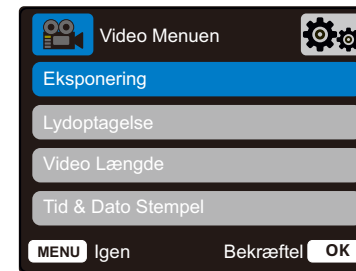 Video Menuen
Eksponering
Lydoptagelse
Video Længde
Tid & Dato Stempel
MENU Igen Bekræftel OK